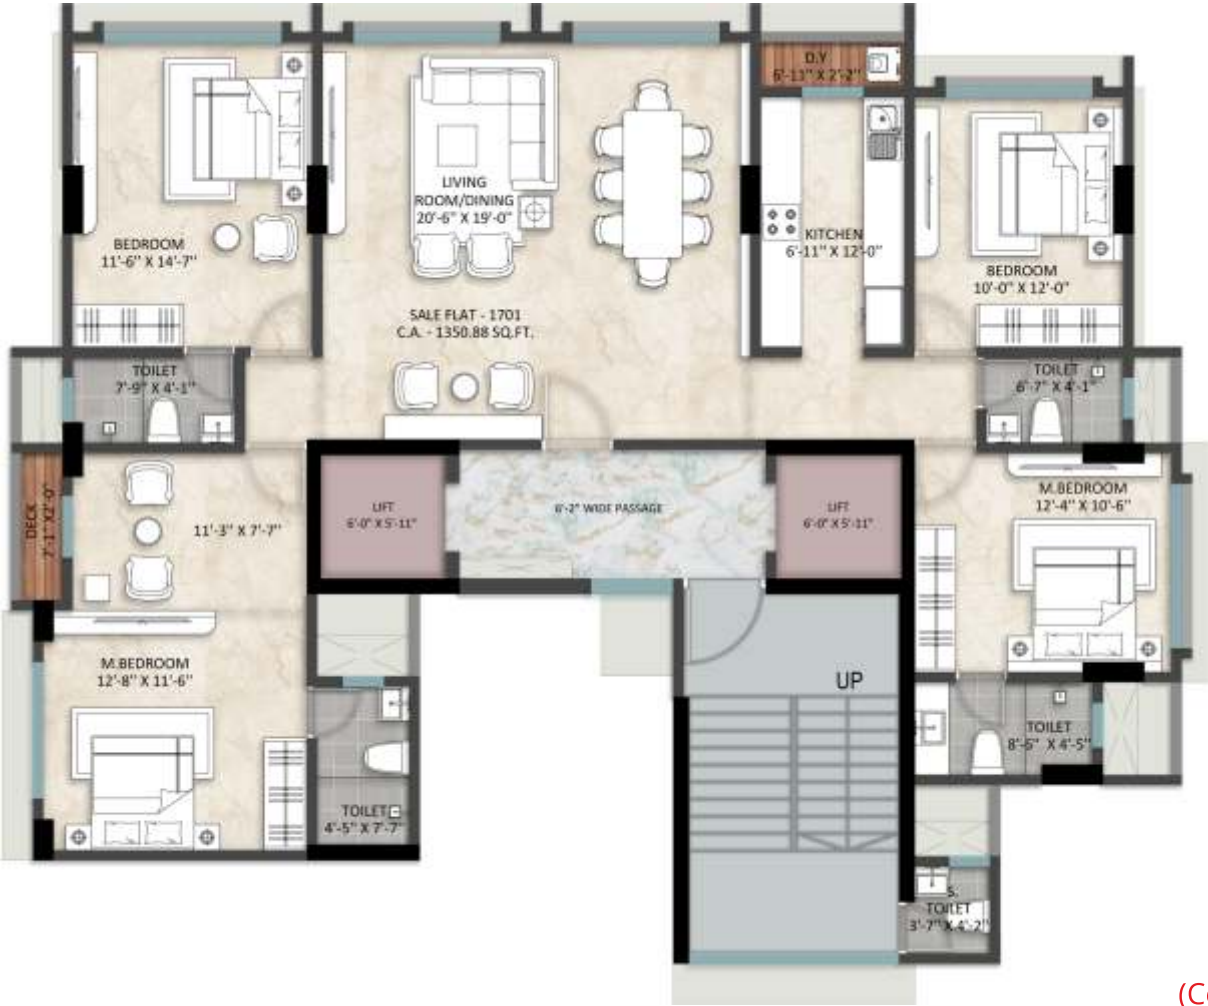 D.Y
6'-11" X 2'-2"
LIVING
ROOM/DINING
20'-6" X 19'-0"
BEDROOM
11'-6" X 14'-7"
KITCHEN
6'-11" X 12'-0"
BEDROOM
10'-0" X 12'-0"
SALE FLAT - 1701
C.A. - 1350.88 SQ.FT.
TOILET
7'-9" X 4'-1"
TOILET
6'-7" X 4'-1"
DECK
7'-1"X2'-9"
11'-3" X 7'-7"
LIFT
6'-0" X 5'-11"
6'-2" WIDE PASSAGE
LIFT
6'-0" X 5'-11"
M.BEDROOM
12'-4" X 10'-6"
M.BEDROOM
12'-8" X 11'-6"
UP
TOILET
8'-6" X 4'-5"
TOILET
4'-5" X 7'-7"
S.
TOILET
3'-7" X 4'-2"